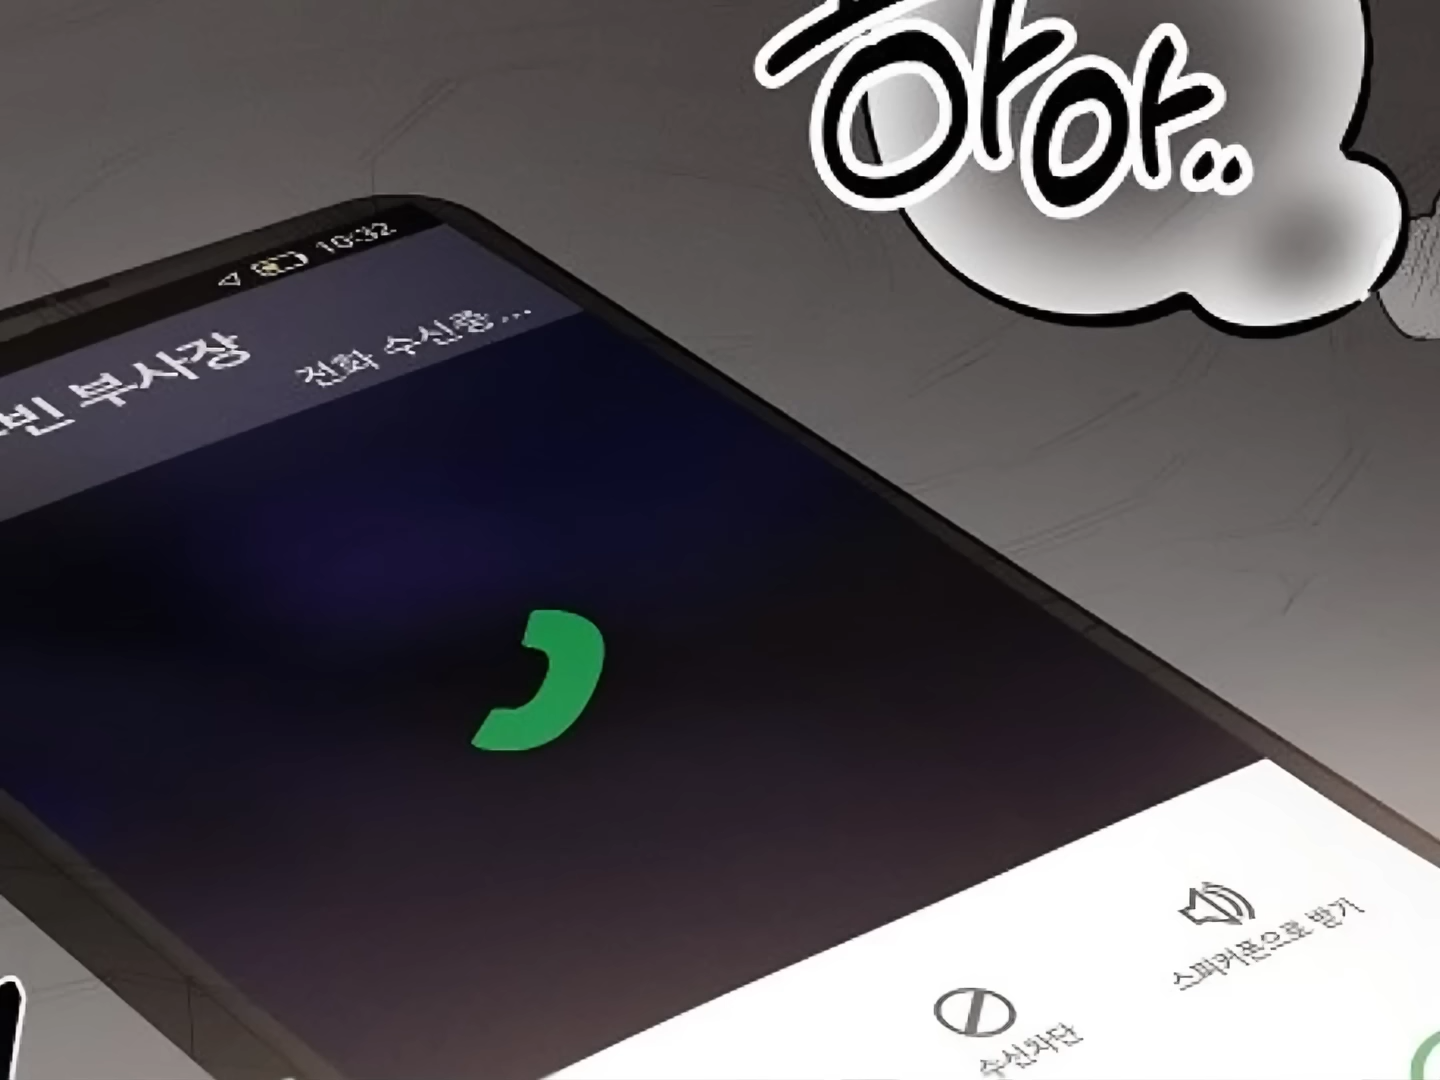 하아..
10:32
빈 부사장
전화 수신중...
스피커폰으로 받기
수신차단